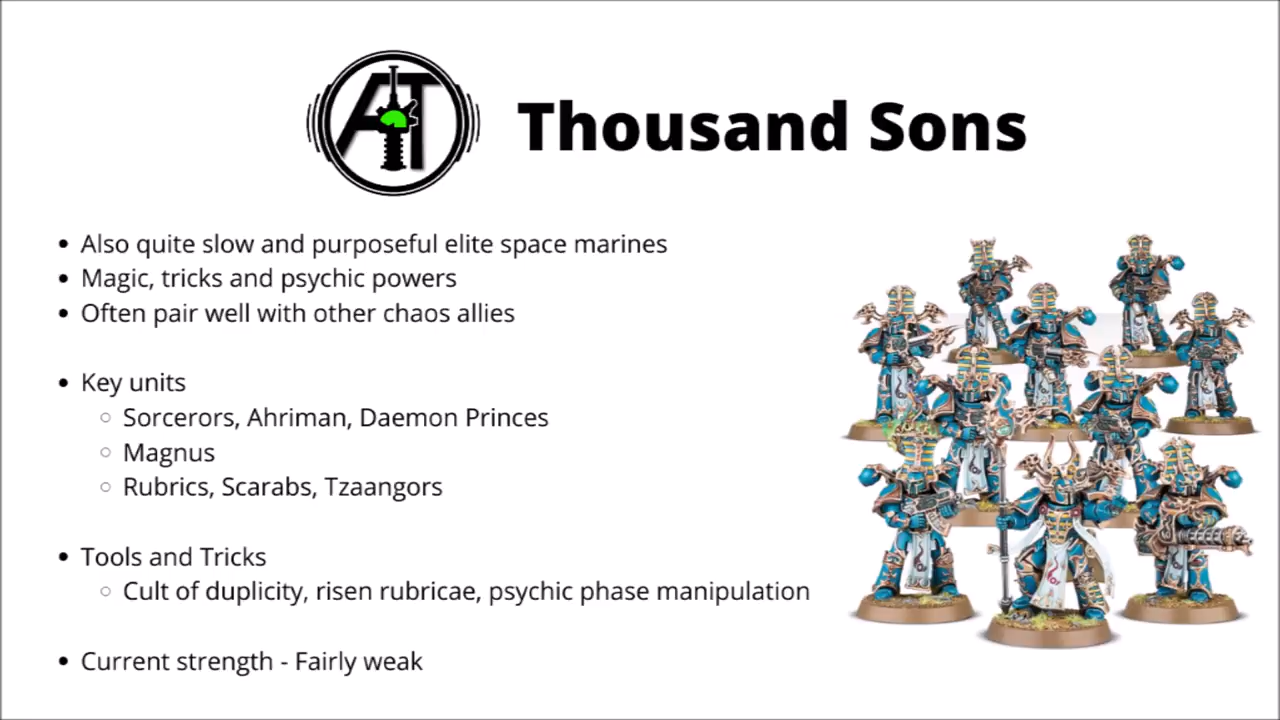 AT
Thousand Sons
Also quite slow and purposeful elite space marines
Magic, tricks and psychic powers
Often pair well with other chaos allies
Key units
Sorcerors, Ahriman, Daemon Princes
Magnus
Rubrics, Scarabs, Tzaangors
Tools and Tricks
Cult of duplicity, risen rubricae, psychic phase manipulation
Current strength - Fairly weak